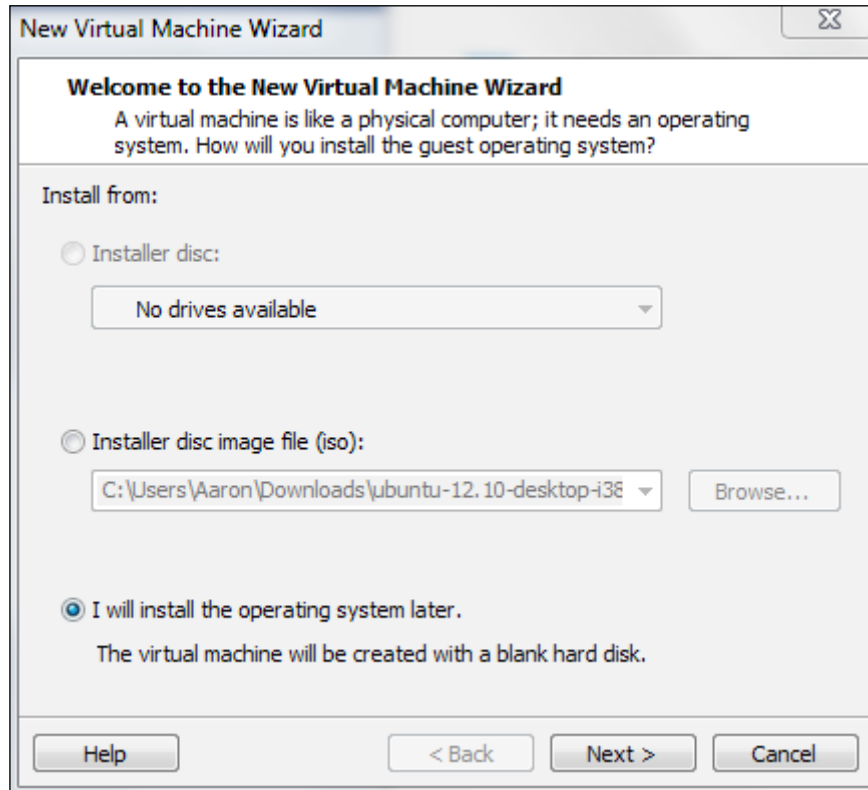 New Virtual Machine Wizard
Welcome to the New Virtual Machine Wizard
A virtual machine is like a physical computer; it needs an operating
system. How will you install the guest operating system?
Install from:
Installer disc:
No drives available
Installer disc image file (iso):
C:\Users\Aaron\Downloads\ubuntu-12.10-desktop-i38
Browse...
I will install the operating system later.
The virtual machine will be created with a blank hard disk.
Help
< Back
Next >
Cancel